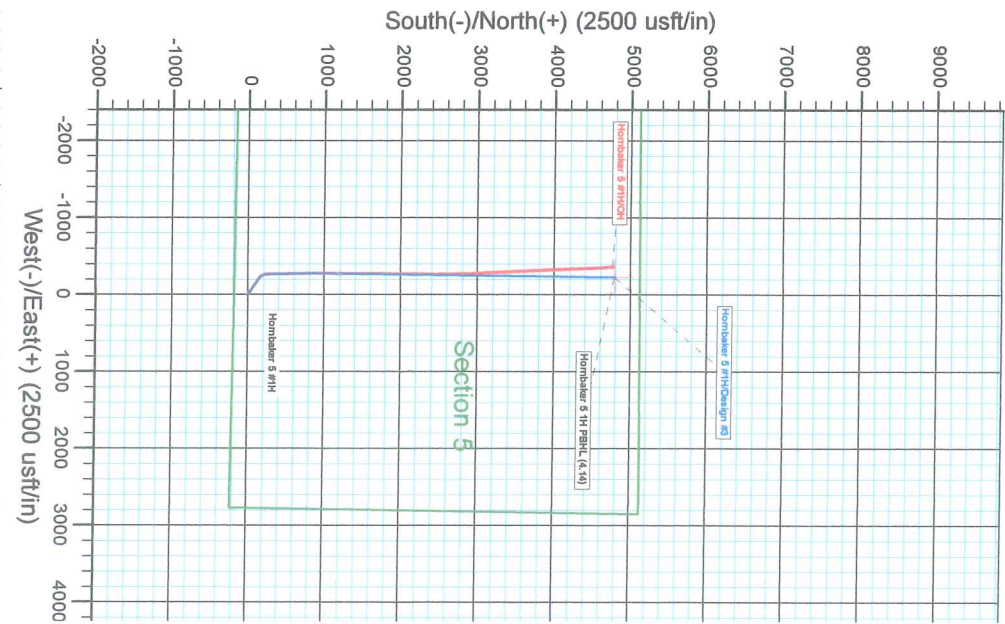 South(-)/North(+) (2500 usft/in)
-2000
-1000
0
1000
2000
3000
4000
5000
6000
7000
8000
9000
-2000
-1000
0
1000
2000
3000
4000
West(-)/East(+) (2500 usft/in)
Hornbaker 5 #1H/OH
Hornbaker 5 #1H/Design #3
Hornbaker 5 1H PBHL (4.14)
Hornbaker 5 #1H
Section 5